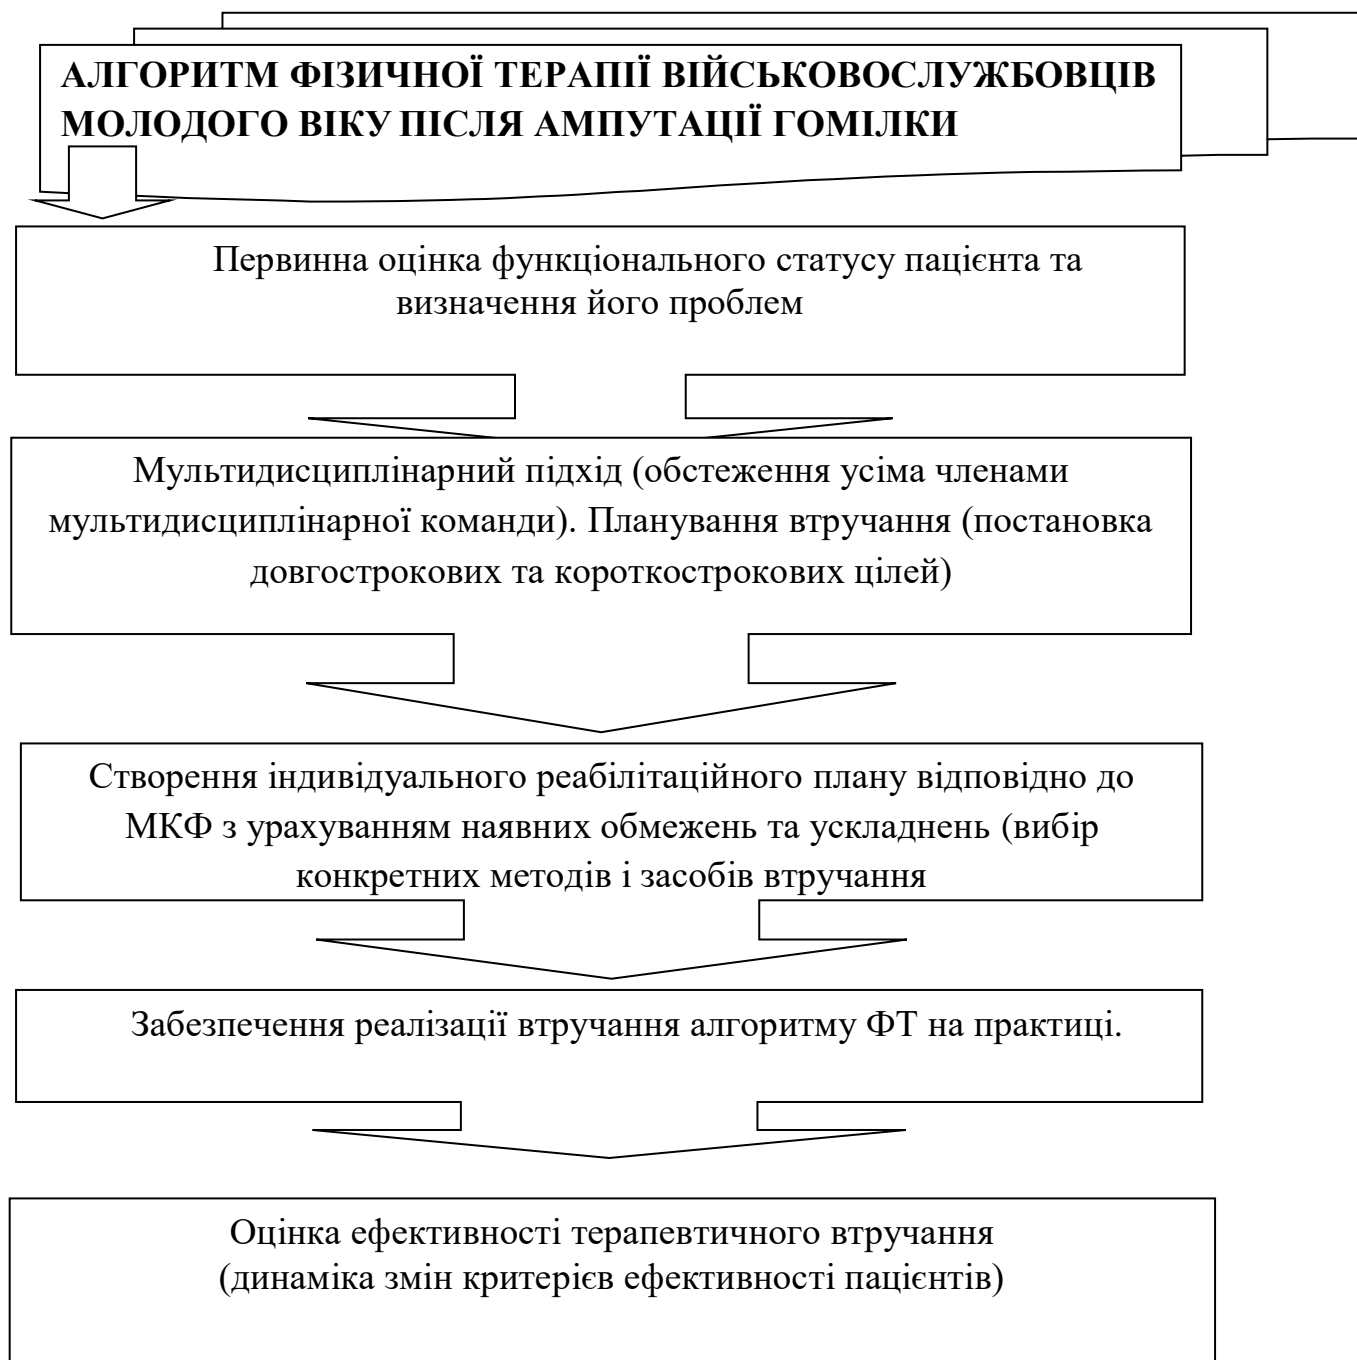 АЛГОРИТМ ФІЗИЧНОЇ ТЕРАПІЇ ВІЙСЬКОВОСЛУЖБОВЦІВ
МОЛОДОГО ВІКУ ПІСЛЯ АМПУТАЦІЇ ГОМІЛКИ
Первинна оцінка функціонального статусу пацієнта та
визначення його проблем
Мультидисциплінарний підхід (обстеження усіма членами
мультидисциплінарної команди). Планування втручання (постановка
довгострокових та короткострокових цілей)
Створення індивідуального реабілітаційного плану відповідно до
МКФ з урахуванням наявних обмежень та ускладнень (вибір
конкретних методів і засобів втручання
Забезпечення реалізації втручання алгоритму ФТ на практиці.
Оцінка ефективності терапевтичного втручання
(динаміка змін критеріїв ефективності пацієнтів)